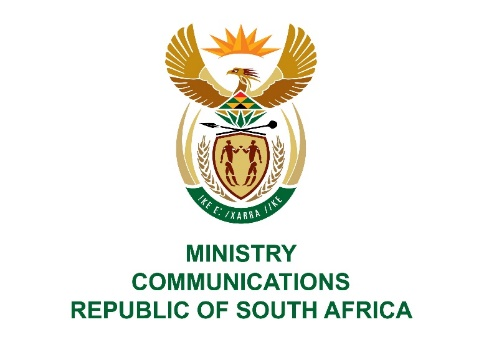 !KE E: /XARRA //KE
MINISTRY
COMMUNICATIONS
REPUBLIC OF SOUTH AFRICA